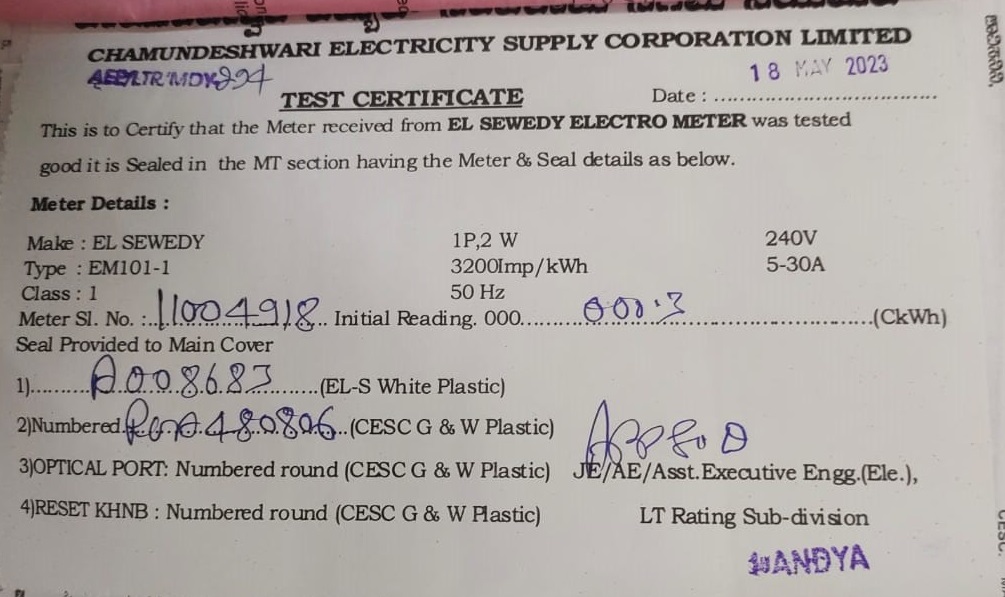 CHAMUNDESHWARI ELECTRICITY SUPPLY CORPORATION LIMITED
18 MAY 2023
TEST CERTIFICATE Date : ....................................
This is to Certify that the Meter received from EL SEWEDY ELECTRO METER was tested
good it is Sealed in the MT section having the Meter & Seal details as below.
Meter Details :
Make : EL SEWEDY 1P,2 W 240V
Type : EM101-1 3200Imp/kWh 5-30A
Class : 1 50 Hz
Meter Sl. No. : 11004918 Initial Reading. 000 000.3 (CkWh)
Seal Provided to Main Cover
1) A008683 (EL-S White Plastic)
2)Numbered 480806 (CESC G & W Plastic)
3)OPTICAL PORT: Numbered round (CESC G & W Plastic) JE/AE/Asst.Executive Engg.(Ele.),
4)RESET KHNB : Numbered round (CESC G & W Plastic) LT Rating Sub-division
MANDYA